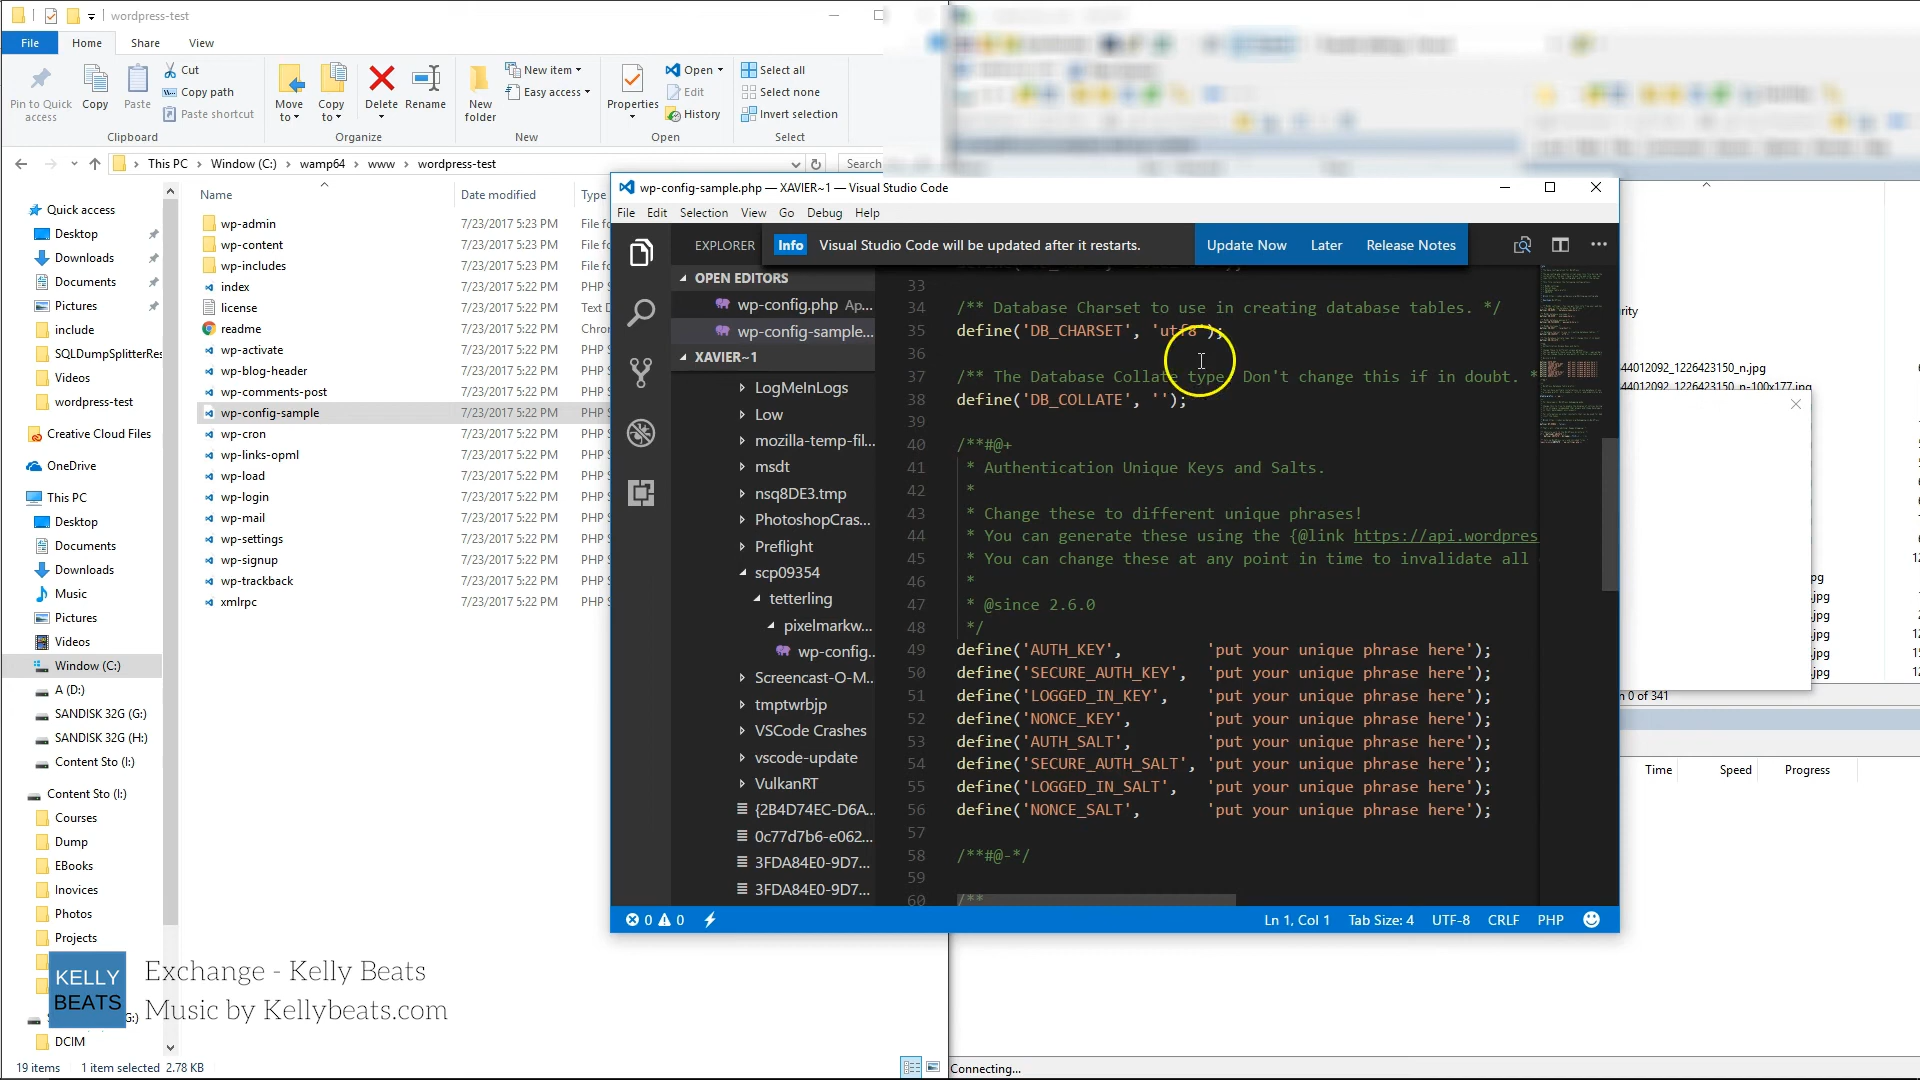 wordpress-test
File Home Share View
Pin to Quick access
Copy
Paste
Cut
Copy path
Paste shortcut
Clipboard
Move to
Copy to
Delete
Rename
Organize
New folder
New item
Easy access
New
Properties
Open
Edit
History
Open
Select all
Select none
Invert selection
Select
This PC > Window (C:) > wamp64 > www > wordpress-test
Search
Quick access
Desktop
Downloads
Documents
Pictures
include
SQLDumpSplitterRes
Videos
wordpress-test
Creative Cloud Files
OneDrive
This PC
Desktop
Documents
Downloads
Music
Pictures
Videos
Window (C:)
A (D:)
SANDISK 32G (G:)
SANDISK 32G (H:)
Content Sto (I:)
Content Sto (I:)
Courses
Dump
EBooks
Inovices
Photos
Projects
G:)
DCIM
Name Date modified Type
wp-admin 7/23/2017 5:23 PM File fo
wp-content 7/23/2017 5:22 PM File fo
wp-includes 7/23/2017 5:23 PM File fo
index 7/23/2017 5:22 PM PHP S
license 7/23/2017 5:22 PM Text D
readme 7/23/2017 5:22 PM Chro
wp-activate 7/23/2017 5:22 PM PHP S
wp-blog-header 7/23/2017 5:22 PM PHP S
wp-comments-post 7/23/2017 5:22 PM PHP S
wp-config-sample 7/23/2017 5:22 PM PHP S
wp-cron 7/23/2017 5:22 PM PHP S
wp-links-opml 7/23/2017 5:22 PM PHP S
wp-load 7/23/2017 5:22 PM PHP S
wp-login 7/23/2017 5:22 PM PHP S
wp-mail 7/23/2017 5:22 PM PHP S
wp-settings 7/23/2017 5:22 PM PHP S
wp-signup 7/23/2017 5:22 PM PHP S
wp-trackback 7/23/2017 5:22 PM PHP S
xmlrpc 7/23/2017 5:22 PM PHP S
19 items 1 item selected 2.78 KB
KELLY
BEATS
Exchange - Kelly Beats
Music by Kellybeats.com
wp-config-sample.php — XAVIER~1 — Visual Studio Code
File Edit Selection View Go Debug Help
EXPLORER
Info Visual Studio Code will be updated after it restarts. Update Now Later Release Notes
OPEN EDITORS
wp-config.php Ap...
wp-config-sample...
XAVIER~1
LogMeInLogs
Low
mozilla-temp-fil...
msdt
nsq8DE3.tmp
PhotoshopCras...
Preflight
scp09354
tetterling
pixelmarkw...
wp-config.
Screencast-O-M...
tmptwrbjp
VSCode Crashes
vscode-update
VulkanRT
{2B4D74EC-D6A...
0c77d7b6-e062...
3FDA84E0-9D7...
3FDA84E0-9D7...
33
34 /** Database Charset to use in creating database tables. */
35 define('DB_CHARSET', 'utf8');
36
37 /** The Database Collate type. Don't change this if in doubt. *
38 define('DB_COLLATE', '');
39
40 /**#@+
41 * Authentication Unique Keys and Salts.
42 *
43 * Change these to different unique phrases!
44 * You can generate these using the {@link https://api.wordpres
45 * You can change these at any point in time to invalidate all
46 *
47 * @since 2.6.0
48 */
49 define('AUTH_KEY', 'put your unique phrase here');
50 define('SECURE_AUTH_KEY', 'put your unique phrase here');
51 define('LOGGED_IN_KEY', 'put your unique phrase here');
52 define('NONCE_KEY', 'put your unique phrase here');
53 define('AUTH_SALT', 'put your unique phrase here');
54 define('SECURE_AUTH_SALT', 'put your unique phrase here');
55 define('LOGGED_IN_SALT', 'put your unique phrase here');
56 define('NONCE_SALT', 'put your unique phrase here');
57
58 /**#@-*/
59
60 /**
0 0 Ln 1, Col 1 Tab Size: 4 UTF-8 CRLF PHP
urity
44012092_1226423150_n.jpg
44012092_1226423150_n-100x177.jpg
pg
.jpg
.jpg
.jpg
.jpg
.jpg
n 0 of 341
Time Speed Progress
Connecting...